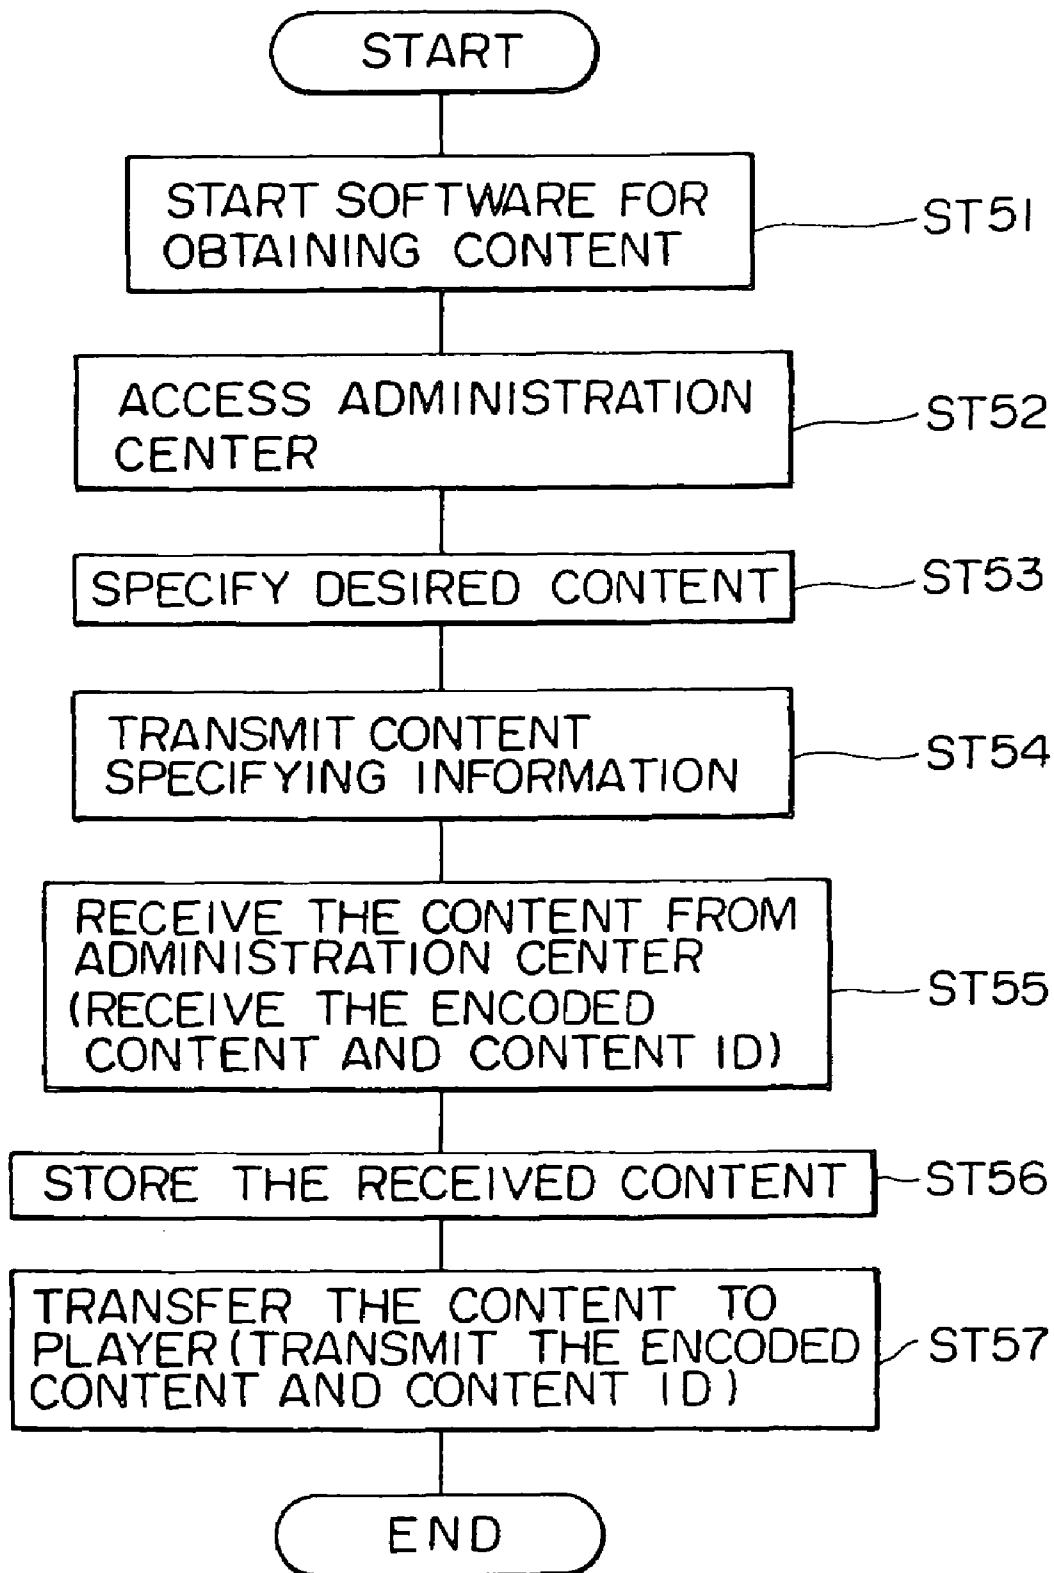 START
START SOFTWARE FOR
OBTAINING CONTENT
ST51
ACCESS ADMINISTRATION
CENTER
ST52
SPECIFY DESIRED CONTENT
ST53
TRANSMIT CONTENT
SPECIFYING INFORMATION
ST54
RECEIVE THE CONTENT FROM
ADMINISTRATION CENTER
(RECEIVE THE ENCODED
CONTENT AND CONTENT ID)
ST55
STORE THE RECEIVED CONTENT
ST56
TRANSFER THE CONTENT TO
PLAYER (TRANSMIT THE ENCODED
CONTENT AND CONTENT ID)
ST57
END